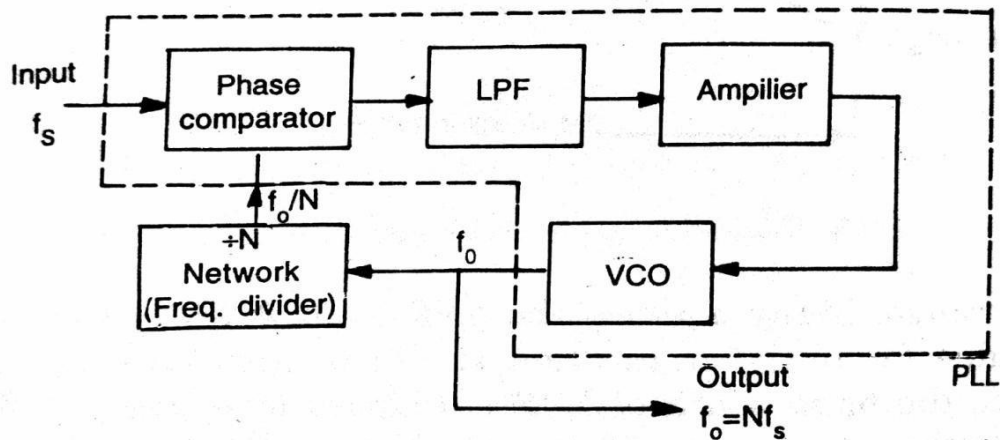 Input
fS
Phase
comparator
LPF
Ampilier
fo/N
÷N
Network
(Freq. divider)
f0
VCO
Output
fo=Nfs
PLL